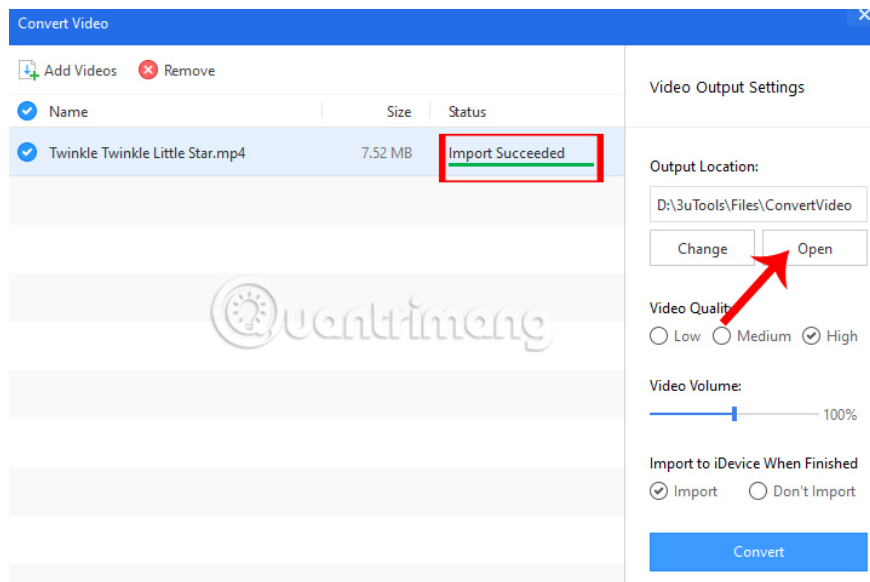 Convert Video
Add Videos Remove
Name Size Status
Twinkle Twinkle Little Star.mp4 7.52 MB Import Succeeded
Quantrimang
Video Output Settings
Output Location:
D:\3uTools\Files\ConvertVideo
Change Open
Video Quality
Low Medium High
Video Volume:
100%
Import to iDevice When Finished
Import Don't Import
Convert